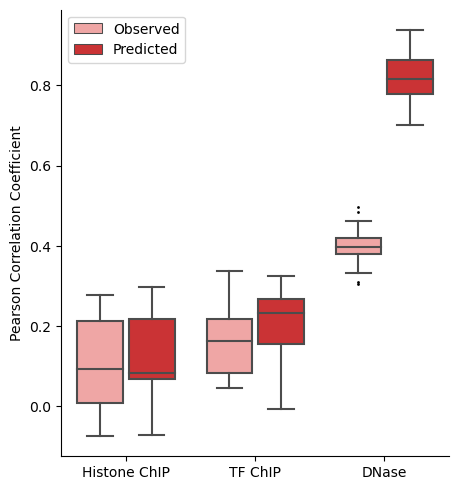 Observed
Predicted
Pearson Correlation Coefficient
0.8
0.6
0.4
0.2
0.0
Histone ChIP TF ChIP DNase